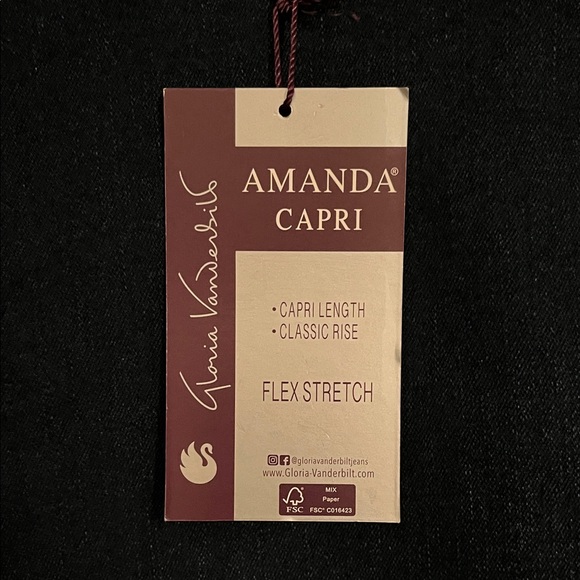 Gloria Vanderbilt
AMANDA®
CAPRI
• CAPRI LENGTH
• CLASSIC RISE
FLEX STRETCH
@gloriavanderbiltjeans
www.Gloria-Vanderbilt.com
FSC
MIX
Paper
FSC® C016423